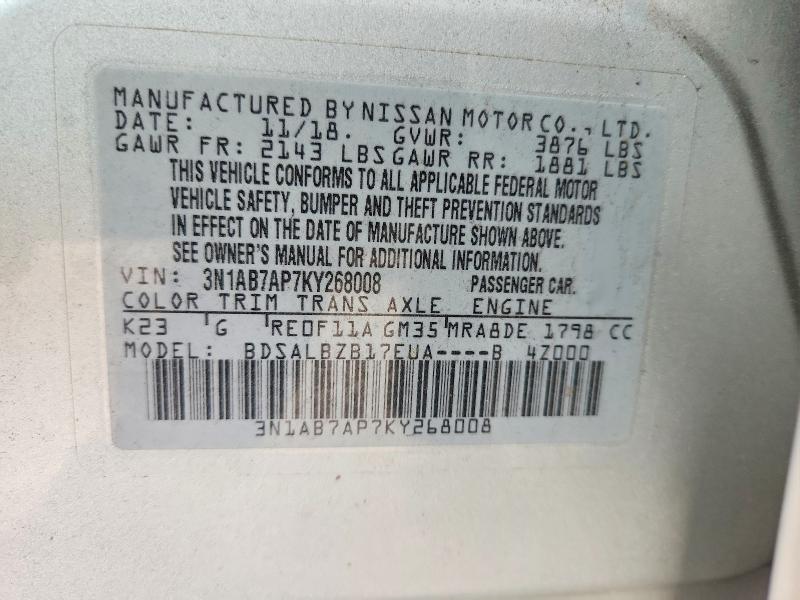 MANUFACTURED BY NISSAN MOTOR CO., LTD.
DATE: 11/18. GVWR: 3876 LBS
GAWR FR: 2143 LBS GAWR RR: 1881 LBS
THIS VEHICLE CONFORMS TO ALL APPLICABLE FEDERAL MOTOR
VEHICLE SAFETY, BUMPER AND THEFT PREVENTION STANDARDS
IN EFFECT ON THE DATE OF MANUFACTURE SHOWN ABOVE.
SEE OWNER'S MANUAL FOR ADDITIONAL INFORMATION.
VIN: 3N1AB7AP7KY268008 PASSENGER CAR.
COLOR TRIM TRANS AXLE ENGINE
K23 G RE0F11A GM35 MRA8DE 1798 CC
MODEL: BDSALBZB17EUA----B 4Z000
3N1AB7AP7KY268008